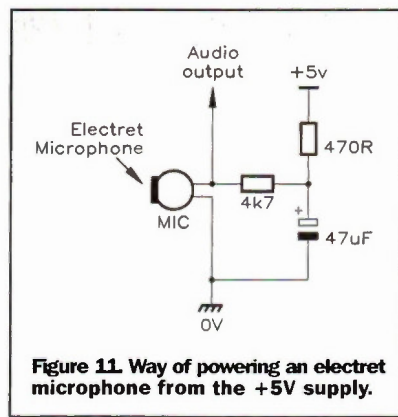 Audio
output
+5v
Electret
Microphone
470R
4k7
MIC
+
47uF
0V
Figure 11. Way of powering an electret
microphone from the +5V supply.